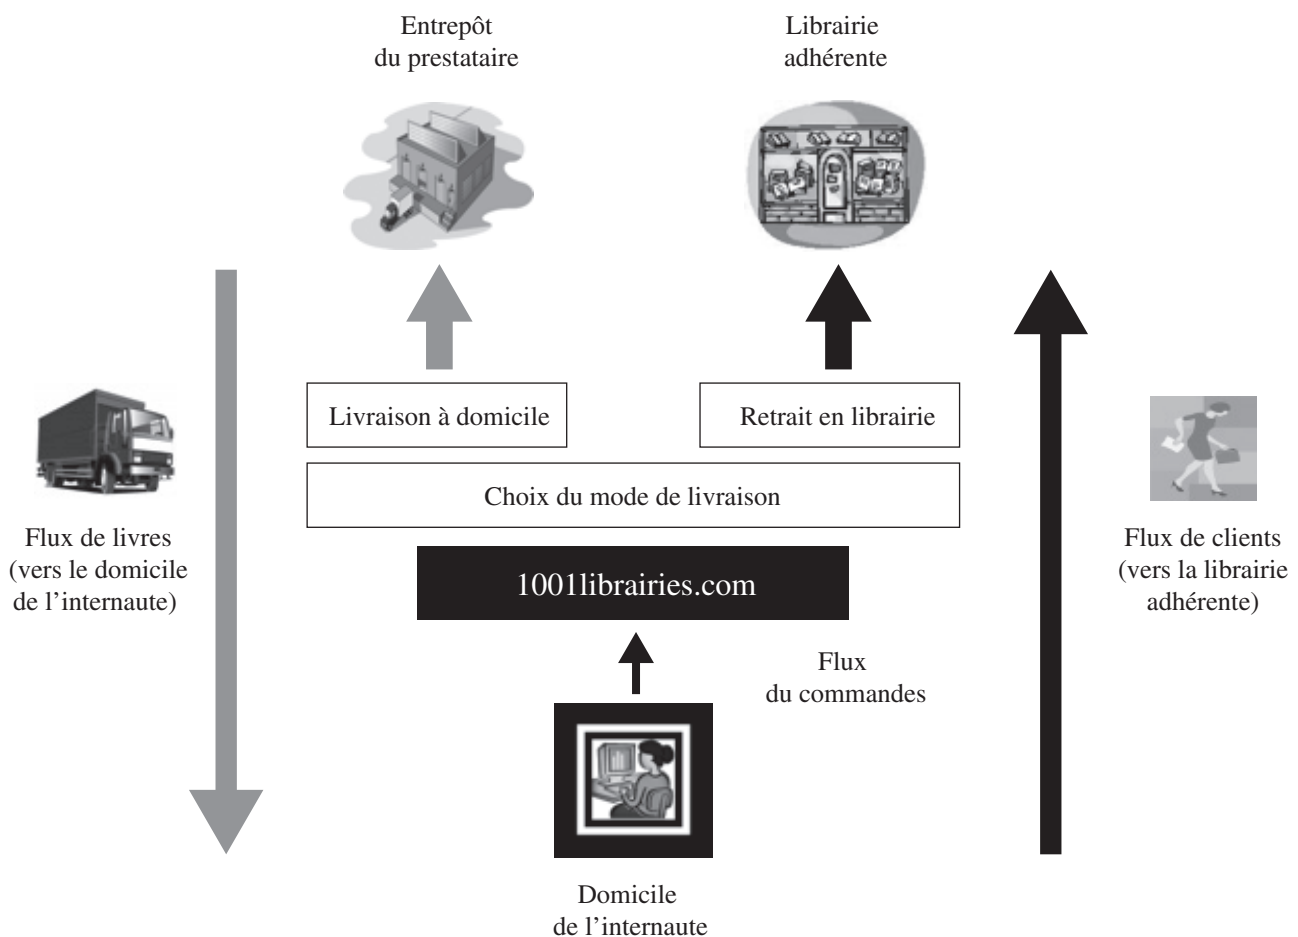 Entrepôt
du prestataire
Librairie
adhérente
Livraison à domicile
Retrait en librairie
Choix du mode de livraison
Flux de livres
(vers le domicile
de l’internaute)
Flux de clients
(vers la librairie
adhérente)
1001librairies.com
Flux
du commandes
Domicile
de l’internaute